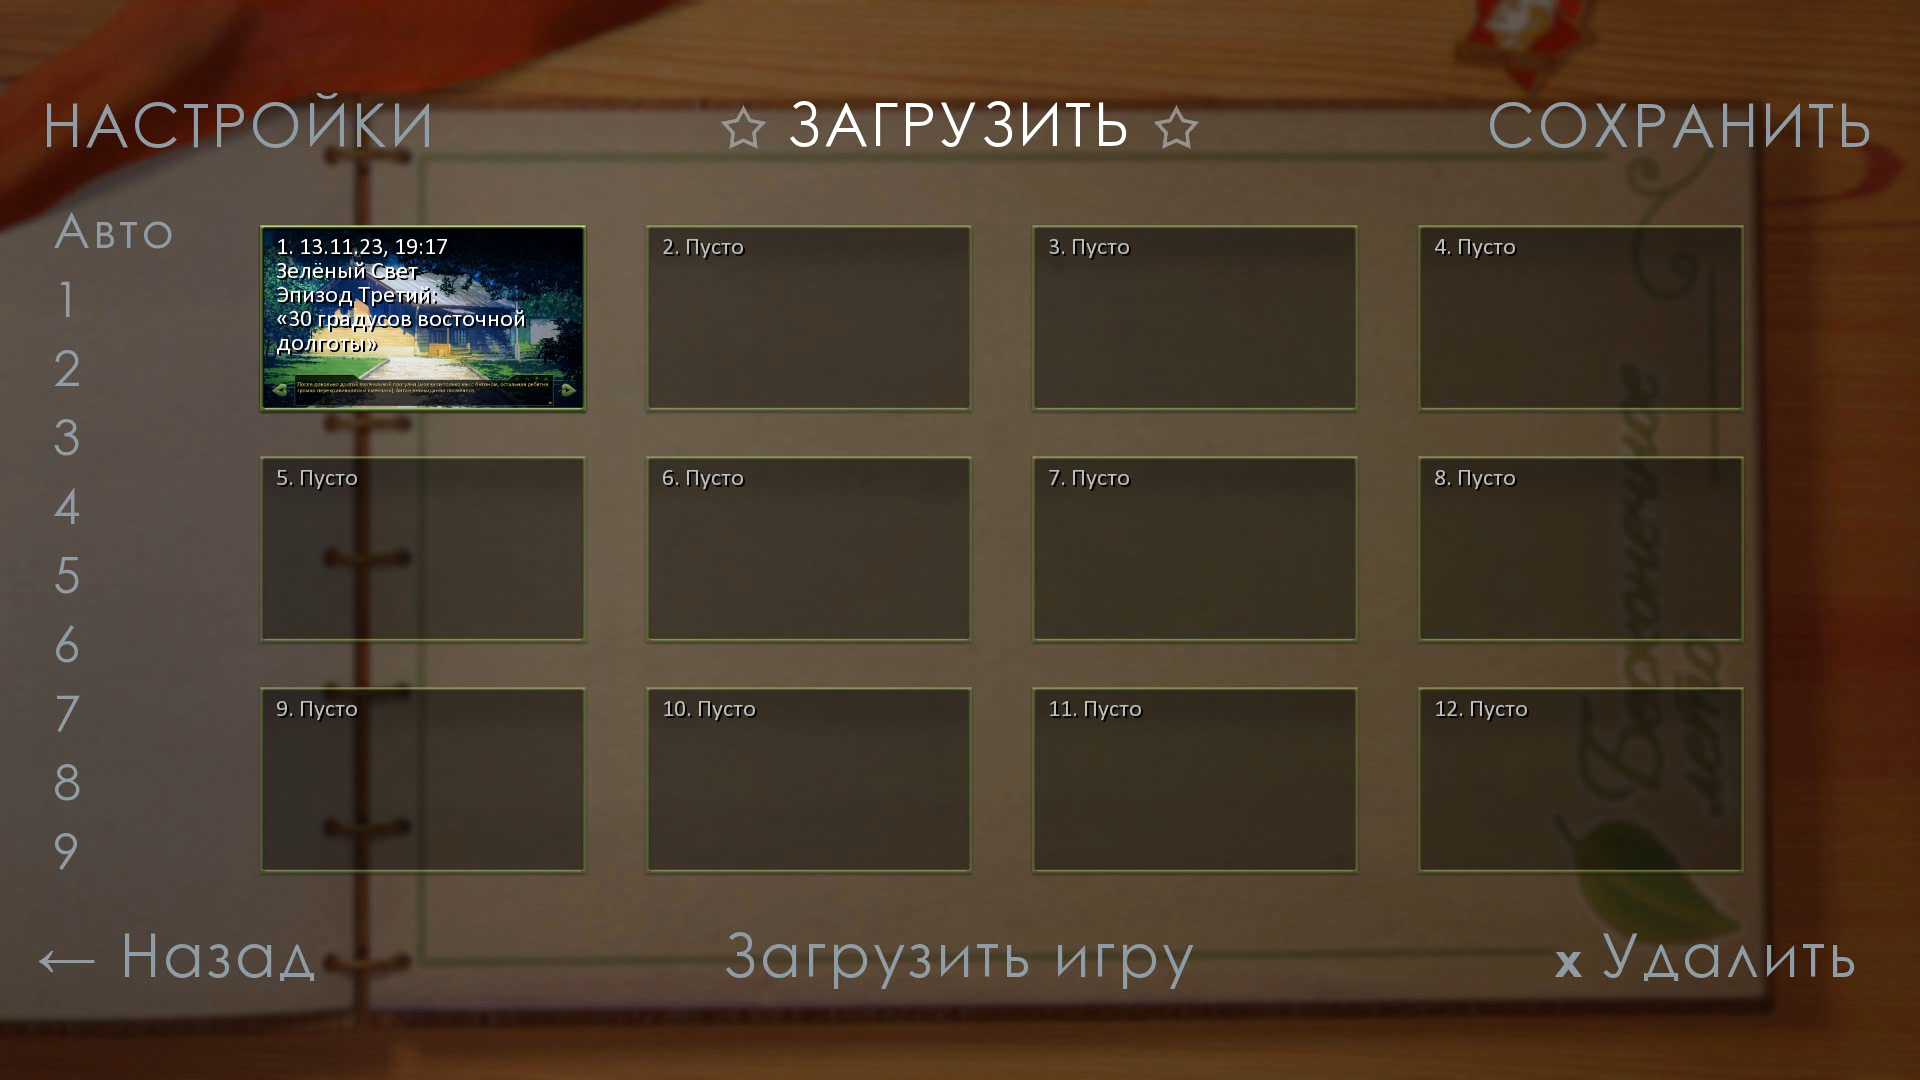 НАСТРОЙКИ
ЗАГРУЗИТЬ
СОХРАНИТЬ
Авто
1
2
3
4
5
6
7
8
9
1. 13.11.23, 19:17
Зелёный Свет
Эпизод Третий:
«30 градусов восточной
долготы»
2. Пусто
3. Пусто
4. Пусто
5. Пусто
6. Пусто
7. Пусто
8. Пусто
9. Пусто
10. Пусто
11. Пусто
12. Пусто
Бесконечное
лето
← Назад
Загрузить игру
x Удалить